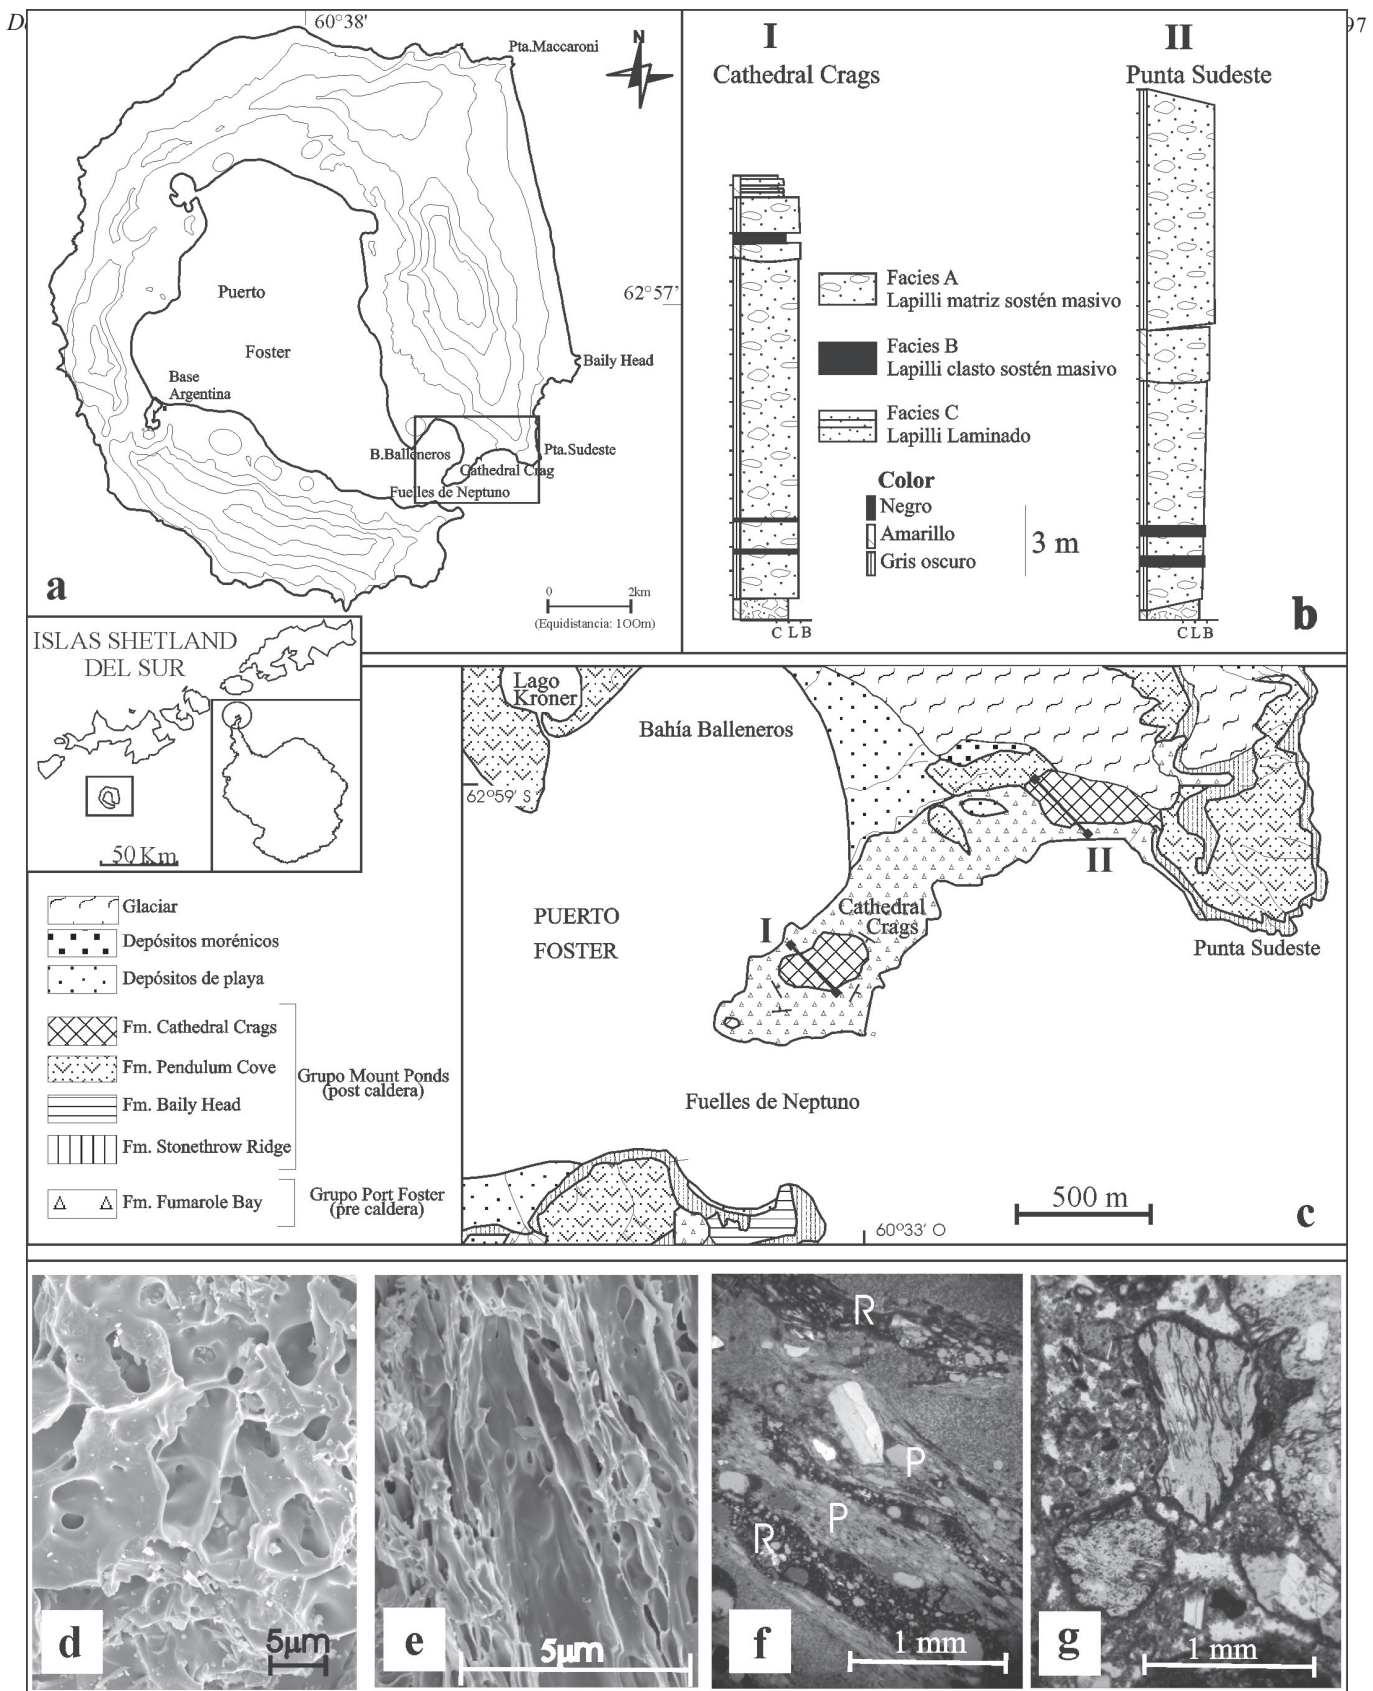 60°38'
Pta.Maccaroni
N
Puerto
Foster
62°57'
Baily Head
Base
Argentina
B.Balleneros
Pta.Sudeste
Cathedral Crag
Fuelles de Neptuno
a
0 2km
(Equidistancia: 100m)
I
Cathedral Crags
II
Punta Sudeste
97
Facies A
Lapilli matriz sostén masivo
Facies B
Lapilli clasto sostén masivo
Facies C
Lapilli Laminado
Color
Negro
Amarillo
Gris oscuro
3 m
C L B
C L B
b
ISLAS SHETLAND
DEL SUR
50 Km
Lago
Kroner
Bahía Balleneros
62°59' S
II
Cathedral
Crags
I
PUERTO
FOSTER
Punta Sudeste
Fuelles de Neptuno
500 m
c
60°33' O
Glaciar
Depósitos morénicos
Depósitos de playa
Fm. Cathedral Crags
Fm. Pendulum Cove
Fm. Baily Head
Fm. Stonethrow Ridge
Grupo Mount Ponds
(post caldera)
Fm. Fumarole Bay
Grupo Port Foster
(pre caldera)
d
5µm
e
5µm
R
P
P
R
f
1 mm
g
1 mm